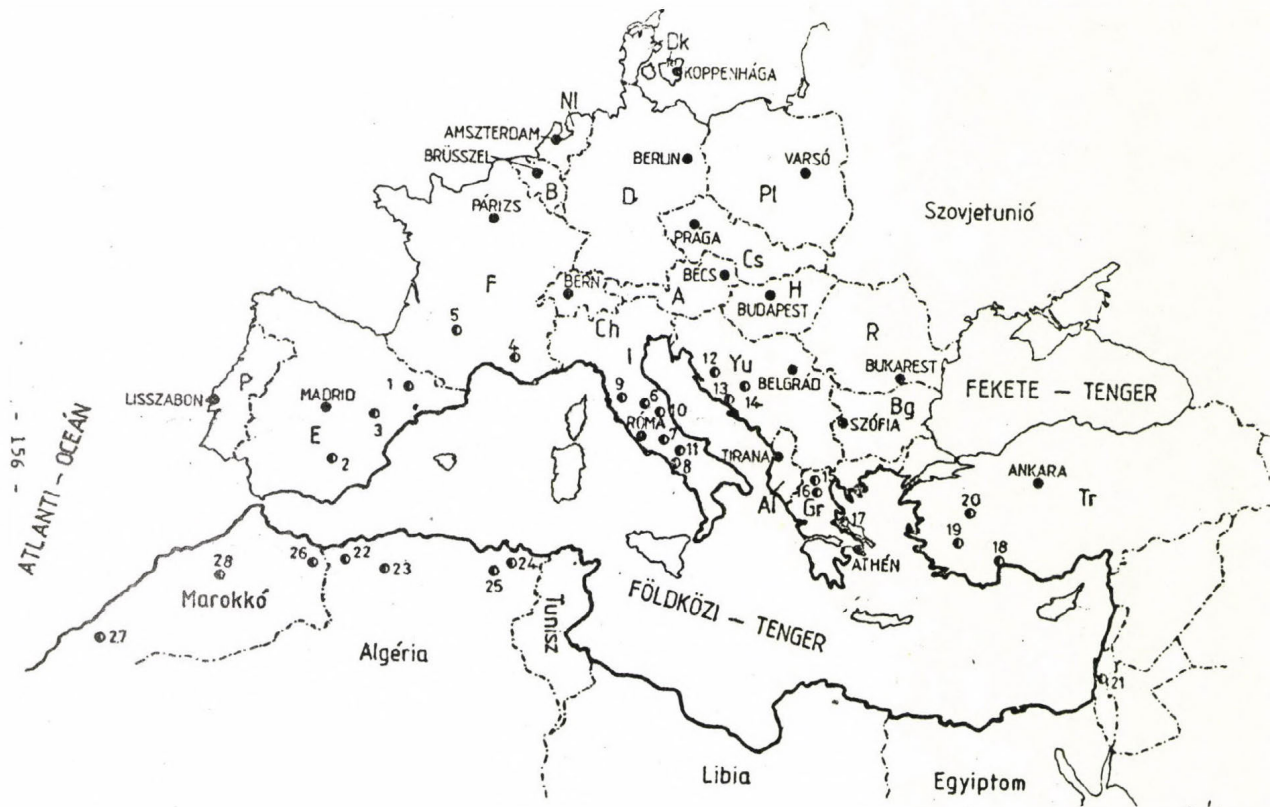 Dk
KOPPENHÁGA
Nl
AMSZTERDAM
BRÜSSZEL
B
BERLIN
D
VARSÓ
Pl
Szovjetunió
PÁRIZS
PRÁGA
Cs
BÉCS
A
H
BUDAPEST
F
BERN
Ch
5
4
I
R
BUKAREST
12
Yu
BELGRÁD
13
14
Bg
SZÓFIA
FEKETE – TENGER
P
LISSZABON
MADRID
E
1
3
2
9
6
10
RÓMA
7
11
8
TIRANA
Al
16
Gr
17
ATHÉN
ANKARA
Tr
20
19
18
- 156 -
ATLANTI – OCEÁN
28
26
22
23
25
24
Marokkó
27
Algéria
Tunisz
FÖLDKÖZI – TENGER
21
Libia
Egyiptom